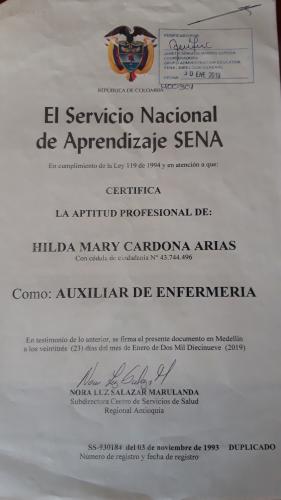 REPÚBLICA DE COLOMBIA
FECHA 30 ENE 2019
El Servicio Nacional
de Aprendizaje SENA
En cumplimiento de la Ley 119 de 1994 y en atención a que:
CERTIFICA
LA APTITUD PROFESIONAL DE:
HILDA MARY CARDONA ARIAS
Con cédula de ciudadanía N° 43.744.496
Como: AUXILIAR DE ENFERMERIA
En testimonio de lo anterior, se firma el presente documento en Medellín
a los veintitrés (23) días del mes de Enero de Dos Mil Diecinueve (2019)
NORA LUZ SALAZAR MARULANDA
Subdirectora Centro de Servicios de Salud
Regional Antioquia
SS-930184 del 03 de noviembre de 1993 DUPLICADO
Número de registro y fecha de registro